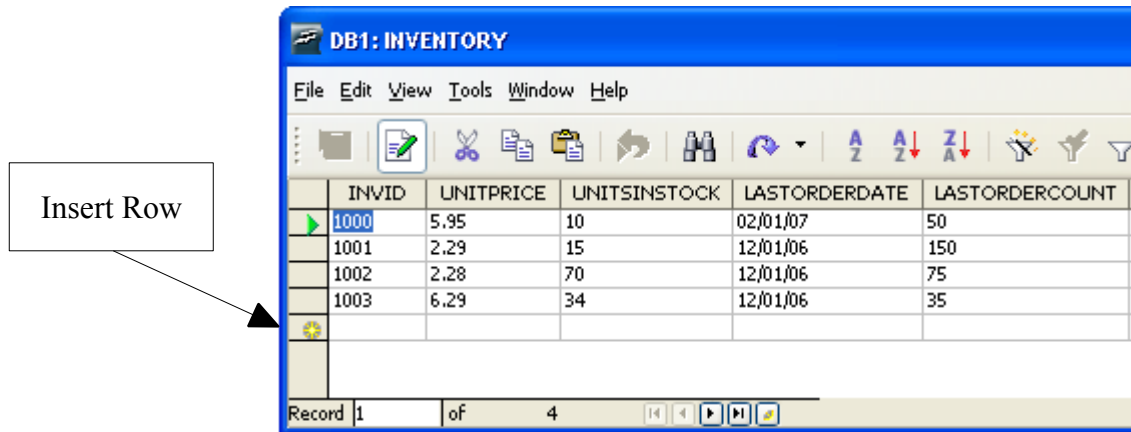 DB1: INVENTORY
File Edit View Tools Window Help
Insert Row
INVID UNITPRICE UNITSINSTOCK LASTORDERDATE LASTORDERCOUNT
1000 5.95 10 02/01/07 50
1001 2.29 15 12/01/06 150
1002 2.28 70 12/01/06 75
1003 6.29 34 12/01/06 35
Record 1 of 4